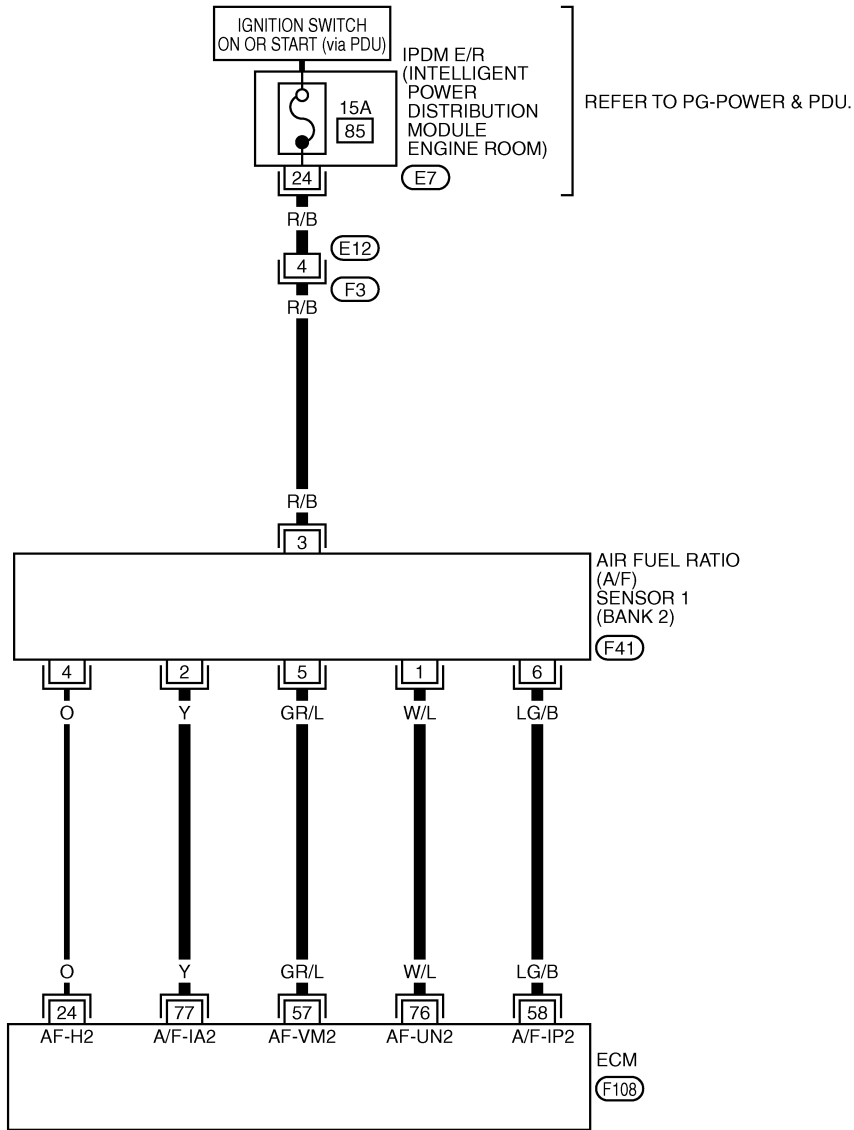 IGNITION SWITCH
ON OR START (via PDU)
IPDM E/R
(INTELLIGENT
POWER
DISTRIBUTION
MODULE
ENGINE ROOM)
REFER TO PG-POWER & PDU.
15A
85
24
E7
R/B
E12
4
F3
R/B
R/B
3
AIR FUEL RATIO
(A/F)
SENSOR 1
(BANK 2)
F41
4 2 5 1 6
O Y GR/L W/L LG/B
O Y GR/L W/L LG/B
24 77 57 76 58
AF-H2 A/F-IA2 AF-VM2 AF-UN2 A/F-IP2
ECM
F108